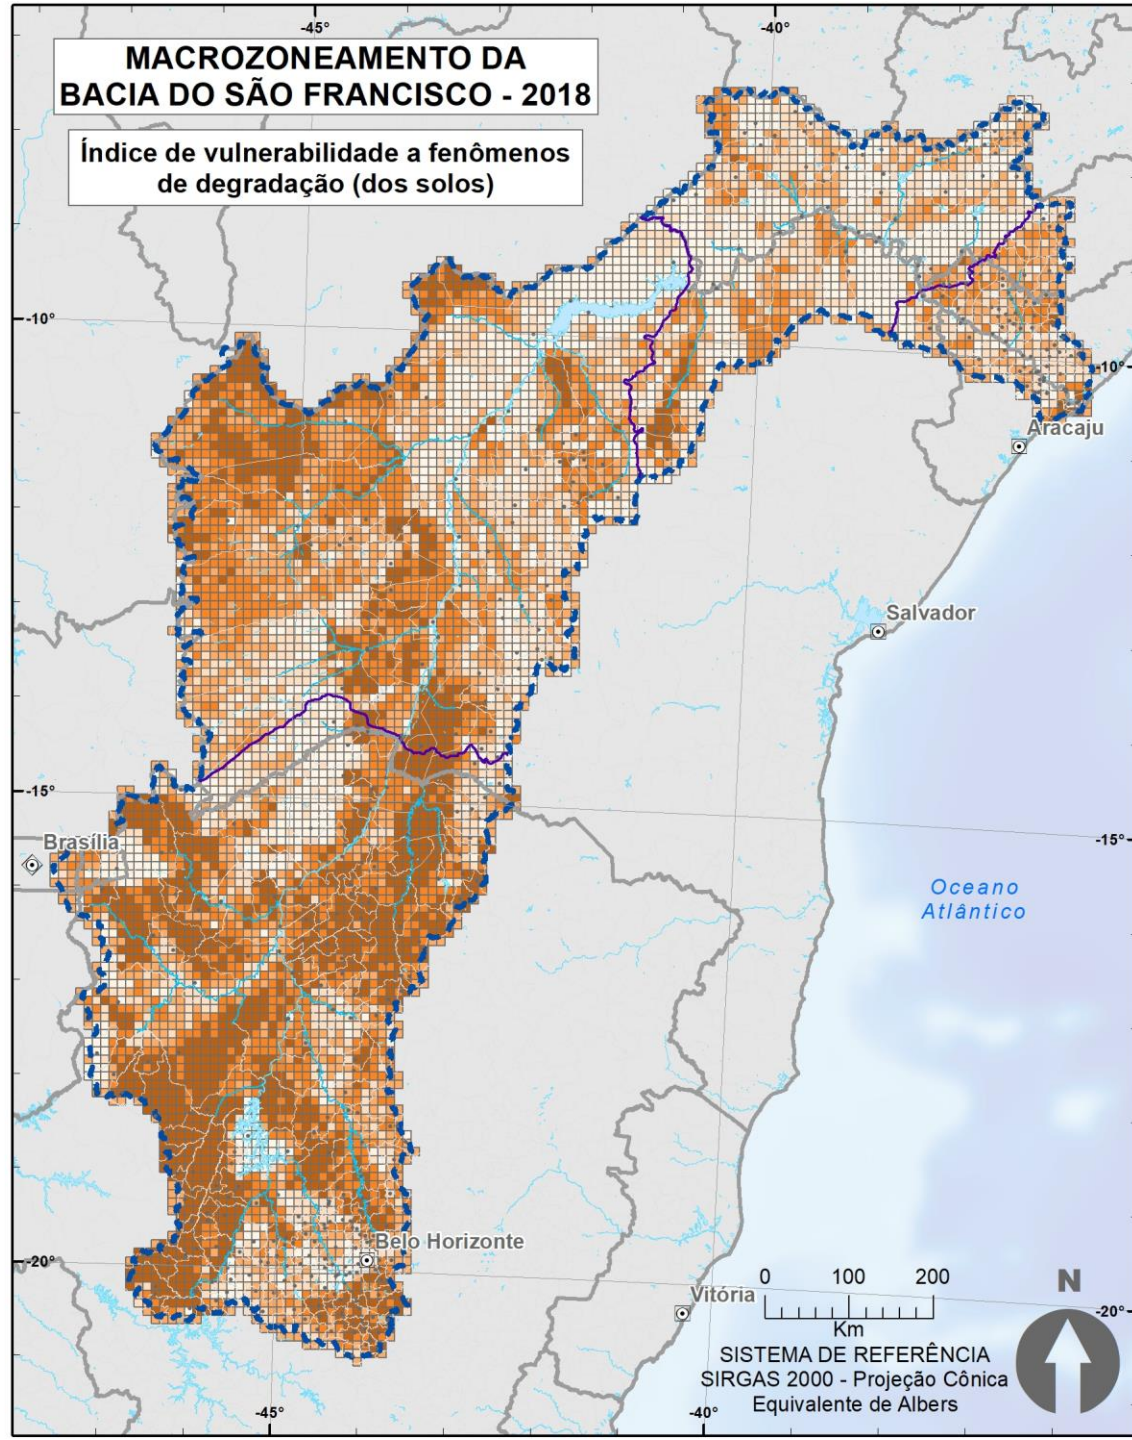 -45°
-40°
MACROZONEAMENTO DA
BACIA DO SÃO FRANCISCO - 2018
Índice de vulnerabilidade a fenômenos
de degradação (dos solos)
-10°
-10°
Aracaju
Salvador
-15°
-15°
Brasília
Oceano
Atlântico
Belo Horizonte
-20°
Vitória
0 100 200
Km
N
-20°
SISTEMA DE REFERÊNCIA
SIRGAS 2000 - Projeção Cônica
Equivalente de Albers
-45°
-40°